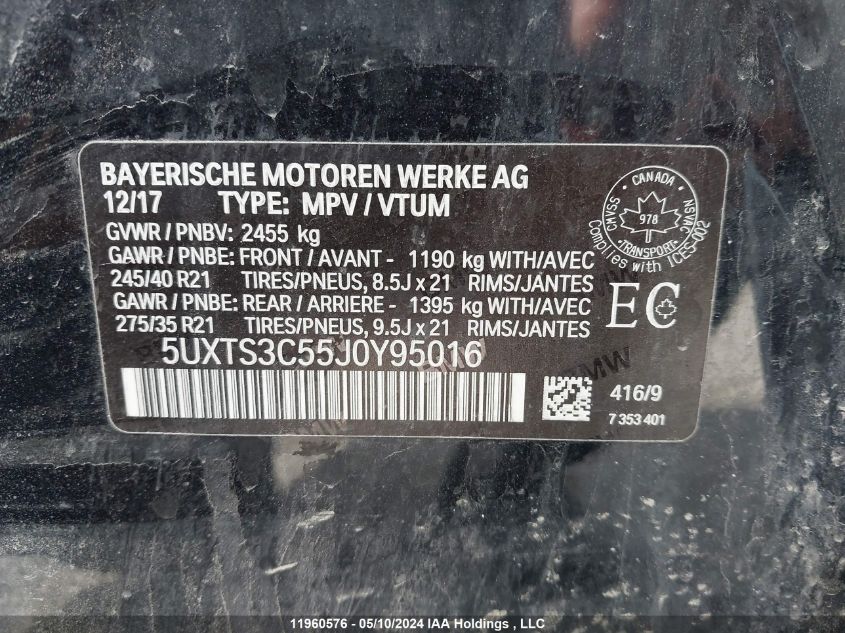 BAYERISCHE MOTOREN WERKE AG
12/17 TYPE: MPV / VTUM
GVWR / PNBV: 2455 kg
GAWR / PNBE: FRONT / AVANT - 1190 kg WITH/AVEC
245/40 R21 TIRES/PNEUS, 8.5J x 21 RIMS/JANTES
GAWR / PNBE: REAR / ARRIERE - 1395 kg WITH/AVEC
275/35 R21 TIRES/PNEUS, 9.5J x 21 RIMS/JANTES
5UXTS3C55J0Y95016
CMVSS • CANADA • NSVAC
978
•TRANSPORT•
Complies with ICES-002
EC
BMW
416/9
7 353 401
11960576 - 05/10/2024 IAA Holdings , LLC